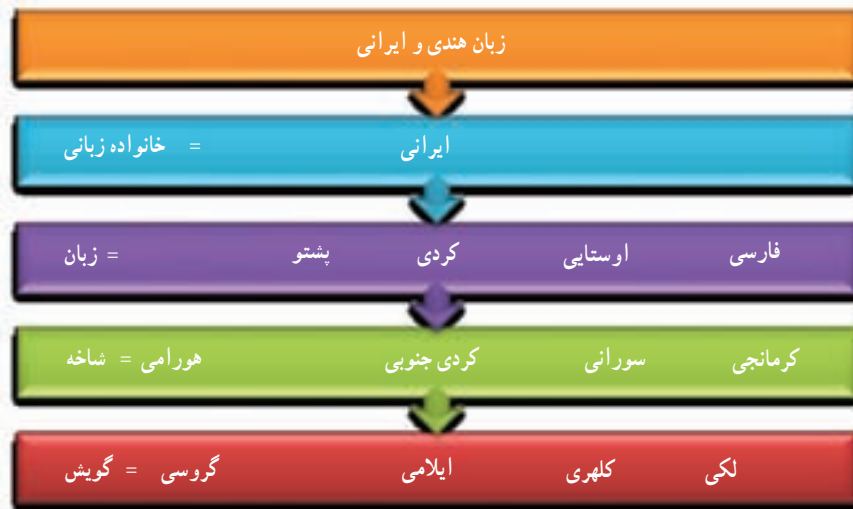 زبان هندی و ایرانی
ایرانی = خانواده زبانی
فارسی اوستایی کردی پشتو = زبان
کرمانجی سورانی کردی جنوبی هورامی = شاخه
لکی کلهری ایلامی گروسی = گویش